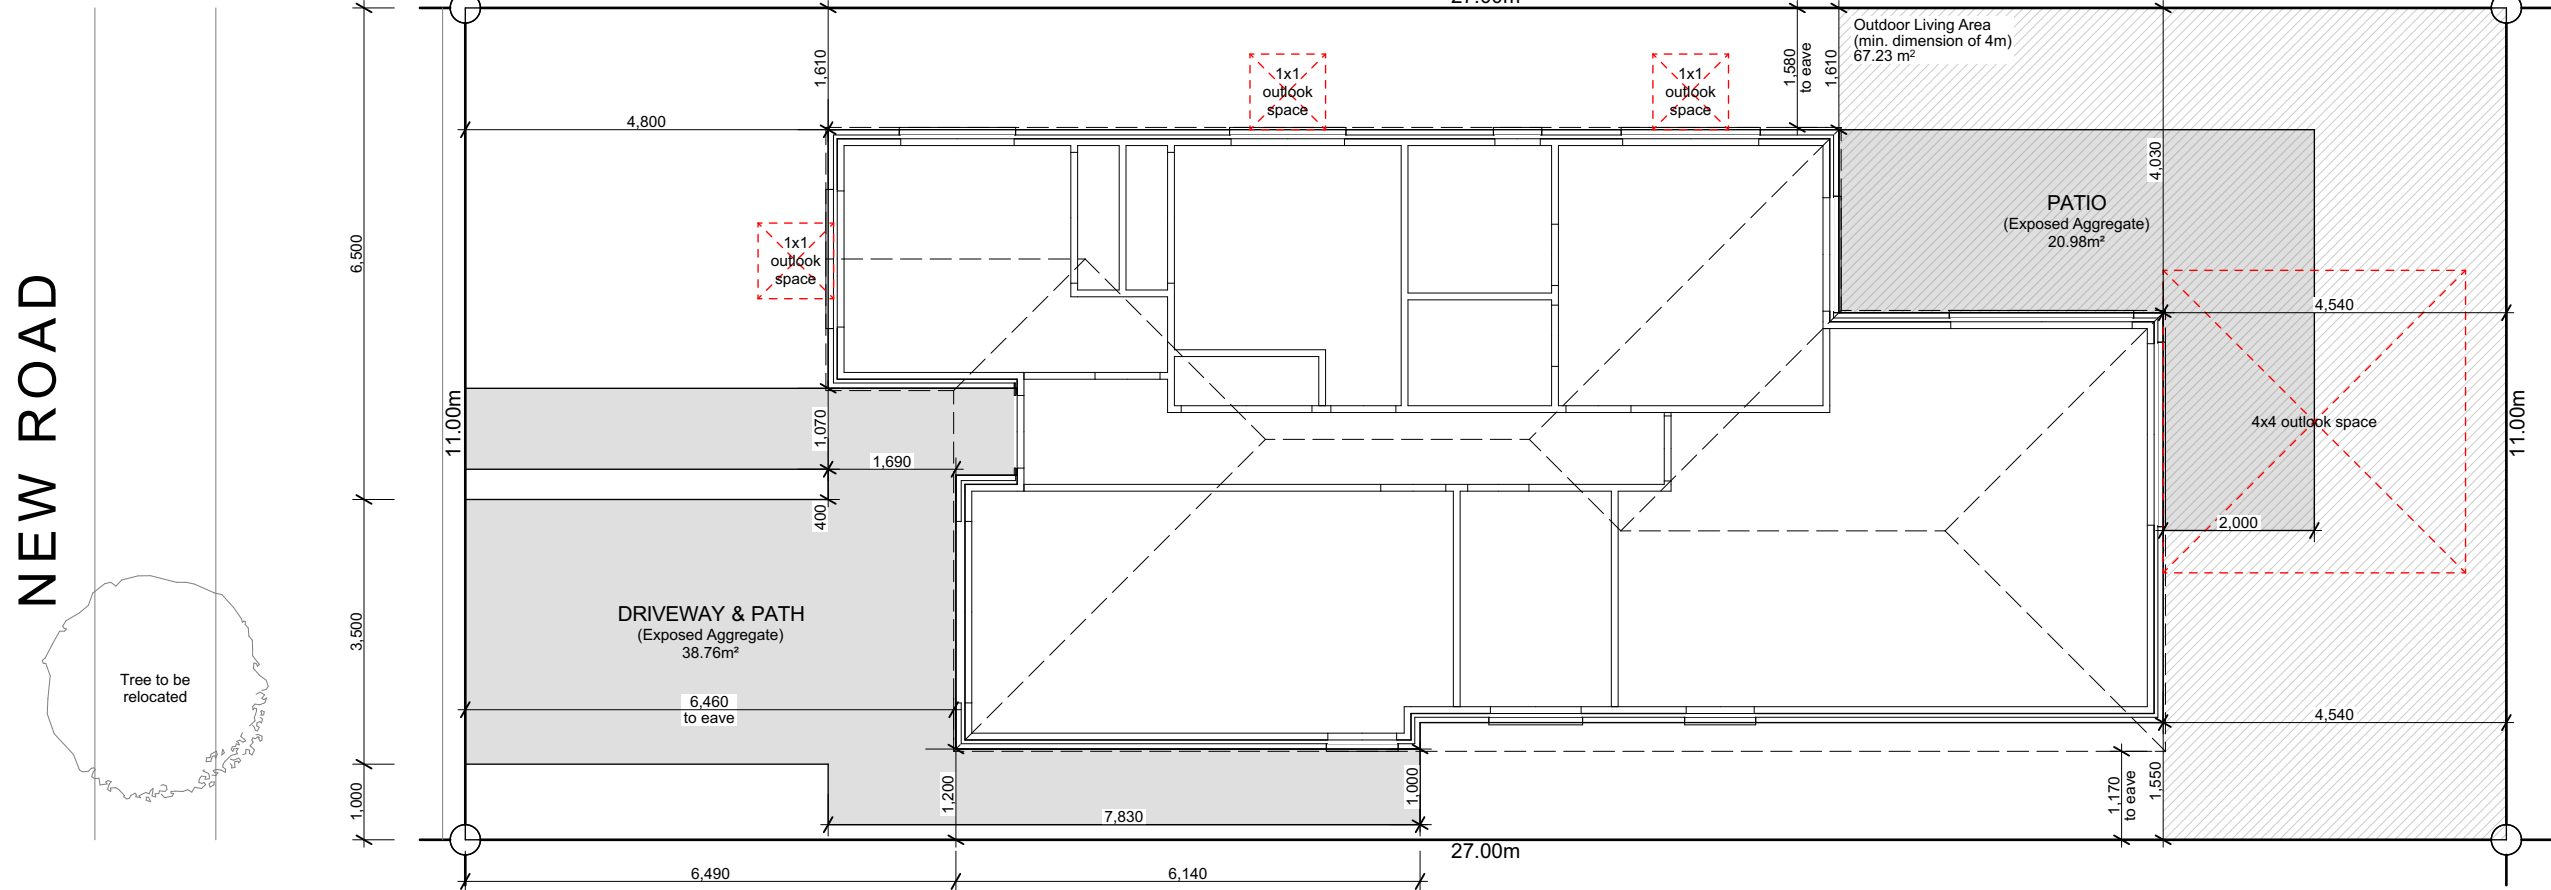 27.00m
Outdoor Living Area
(min. dimension of 4m)
67.23 m²
1,610
1,580
to eave
1,610
1x1
outlook
space
1x1
outlook
space
4,800
4,030
PATIO
(Exposed Aggregate)
20.98m²
6,500
1x1
outlook
space
4,540
NEW ROAD
11.00m
1,070
1,690
400
4x4 outlook space
11.00m
2,000
3,500
DRIVEWAY & PATH
(Exposed Aggregate)
38.76m²
Tree to be
relocated
6,460
to eave
4,540
1,000
1,200
1,000
7,830
1,170
to eave
1,550
27.00m
6,490
6,140